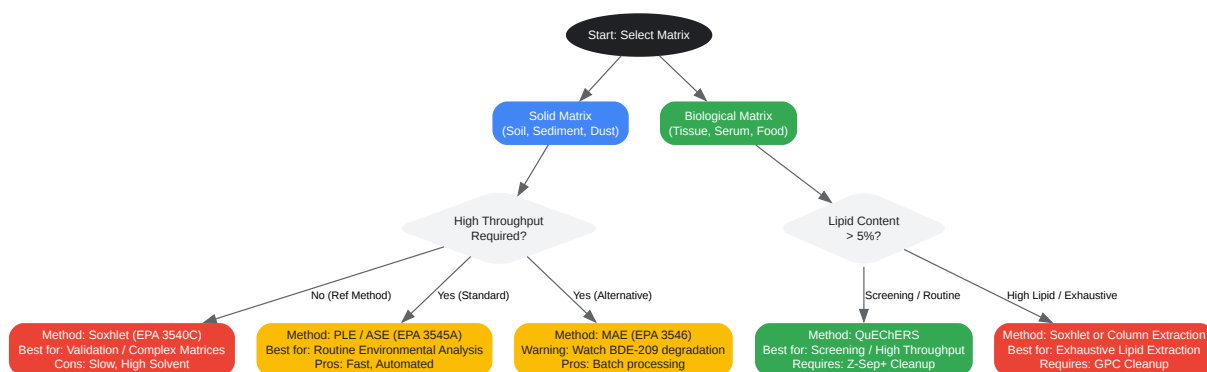 Start: Select Matrix
Solid Matrix
(Soil, Sediment, Dust)
Biological Matrix
(Tissue, Serum, Food)
High Throughput
Required?
Lipid Content
> 5%?
No (Ref Method)
Yes (Standard)
Yes (Alternative)
Screening / Routine
High Lipid / Exhaustive
Method: Soxhlet (EPA 3540C)
Best for: Validation / Complex Matrices
Cons: Slow, High Solvent
Method: PLE / ASE (EPA 3545A)
Best for: Routine Environmental Analysis
Pros: Fast, Automated
Method: MAE (EPA 3546)
Warning: Watch BDE-209 degradation
Pros: Batch processing
Method: QuEChERS
Best for: Screening / High Throughput
Requires: Z-Sep+ Cleanup
Method: Soxhlet or Column Extraction
Best for: Exhaustive Lipid Extraction
Requires: GPC Cleanup